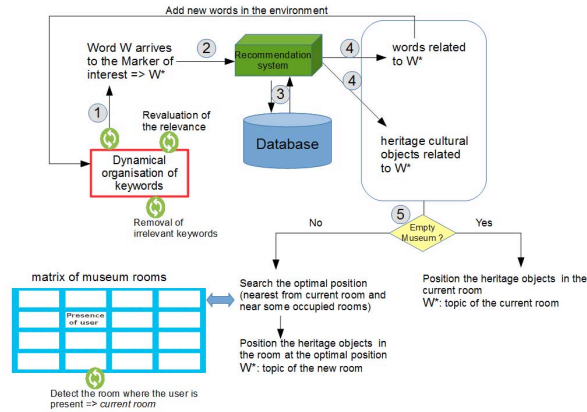 Add new words in the environment
Word W arrives
to the Marker of
interest => W*
2
Recommendation
system
4
words related
to W*
4
3
1
Revaluation of
the relevance
Database
heritage cultural
objects related
to W*
Dynamical
organisation of
keywords
Removal of
irrelevant keywords
5
Empty
Museum ?
No
Yes
matrix of museum rooms
Search the optimal position
(nearest from current room and
near some occupied rooms)
Position the heritage objects in the
current room
W*: topic of the current room
Presence
of user
Position the heritage objects in
the room at the optimal position
W*: topic of the new room
Detect the room where the user is
present => current room